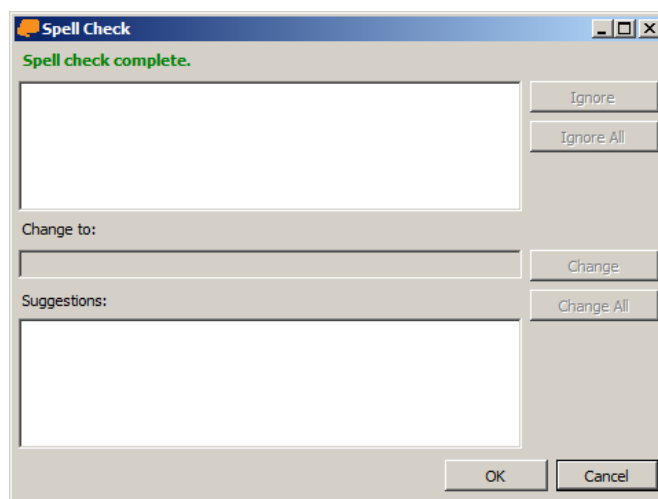 Spell Check
Spell check complete.
Ignore
Ignore All
Change to:
Change
Suggestions:
Change All
OK Cancel